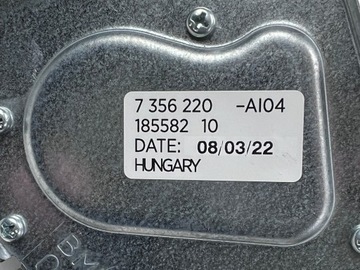 7 356 220 -AI04
185582 10
DATE: 08/03/22
HUNGARY